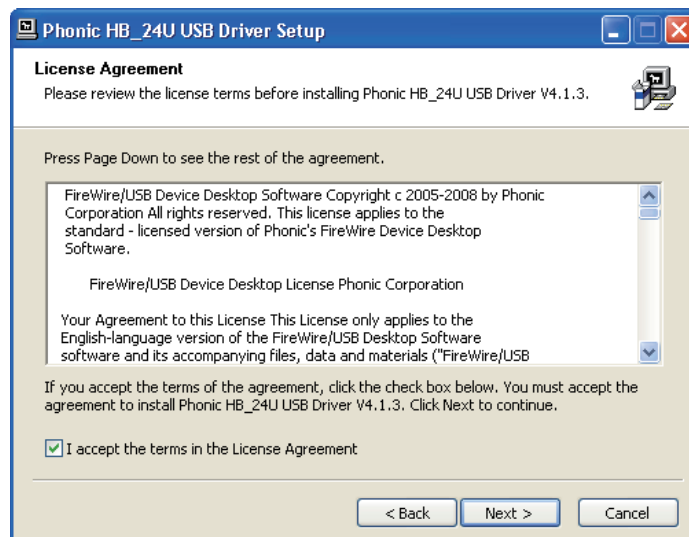 Phonic HB_24U USB Driver Setup
License Agreement
Please review the license terms before installing Phonic HB_24U USB Driver V4.1.3.
Press Page Down to see the rest of the agreement.
FireWire/USB Device Desktop Software Copyright c 2005-2008 by Phonic
Corporation All rights reserved. This license applies to the
standard - licensed version of Phonic's FireWire Device Desktop
Software.
FireWire/USB Device Desktop License Phonic Corporation
Your Agreement to this License This License only applies to the
English-language version of the FireWire/USB Desktop Software
software and its accompanying files, data and materials ("FireWire/USB
If you accept the terms of the agreement, click the check box below. You must accept the
agreement to install Phonic HB_24U USB Driver V4.1.3. Click Next to continue.
I accept the terms in the License Agreement
< Back Next > Cancel